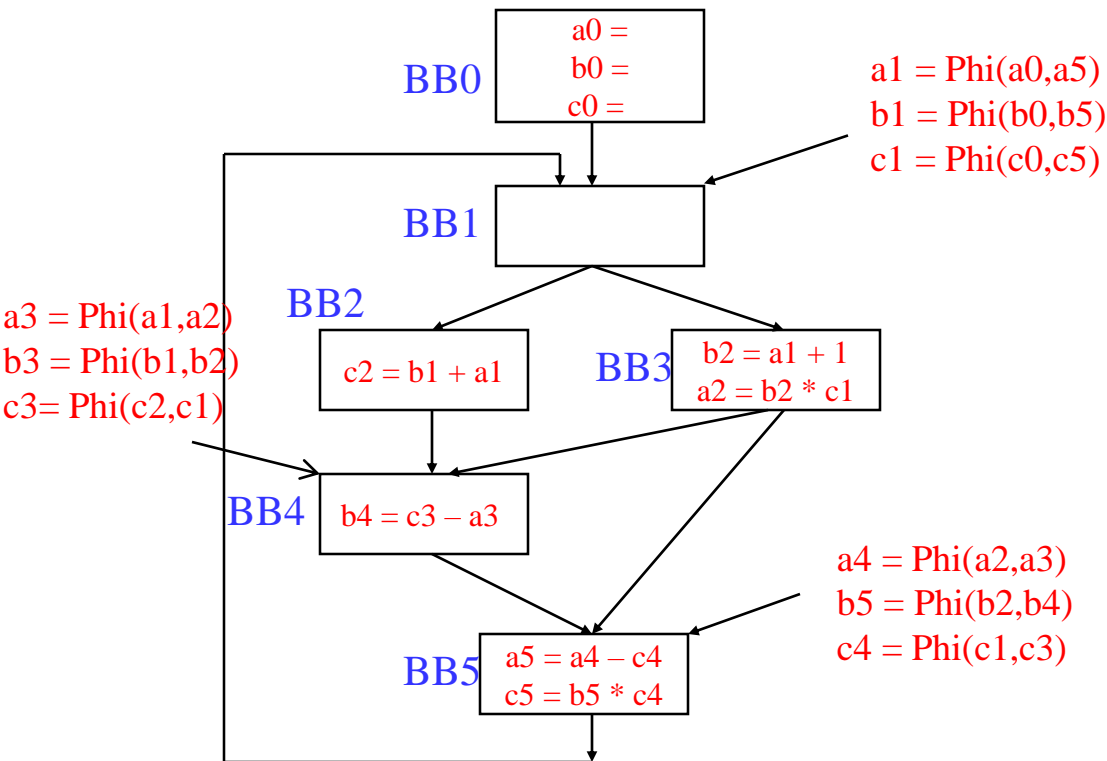 a0 =
b0 =
c0 =
BB0
a1 = Phi(a0,a5)
b1 = Phi(b0,b5)
c1 = Phi(c0,c5)
BB1
BB2
a3 = Phi(a1,a2)
b3 = Phi(b1,b2)
c3= Phi(c2,c1)
c2 = b1 + a1
BB3
b2 = a1 + 1
a2 = b2 * c1
BB4
b4 = c3 – a3
a4 = Phi(a2,a3)
b5 = Phi(b2,b4)
c4 = Phi(c1,c3)
BB5
a5 = a4 – c4
c5 = b5 * c4